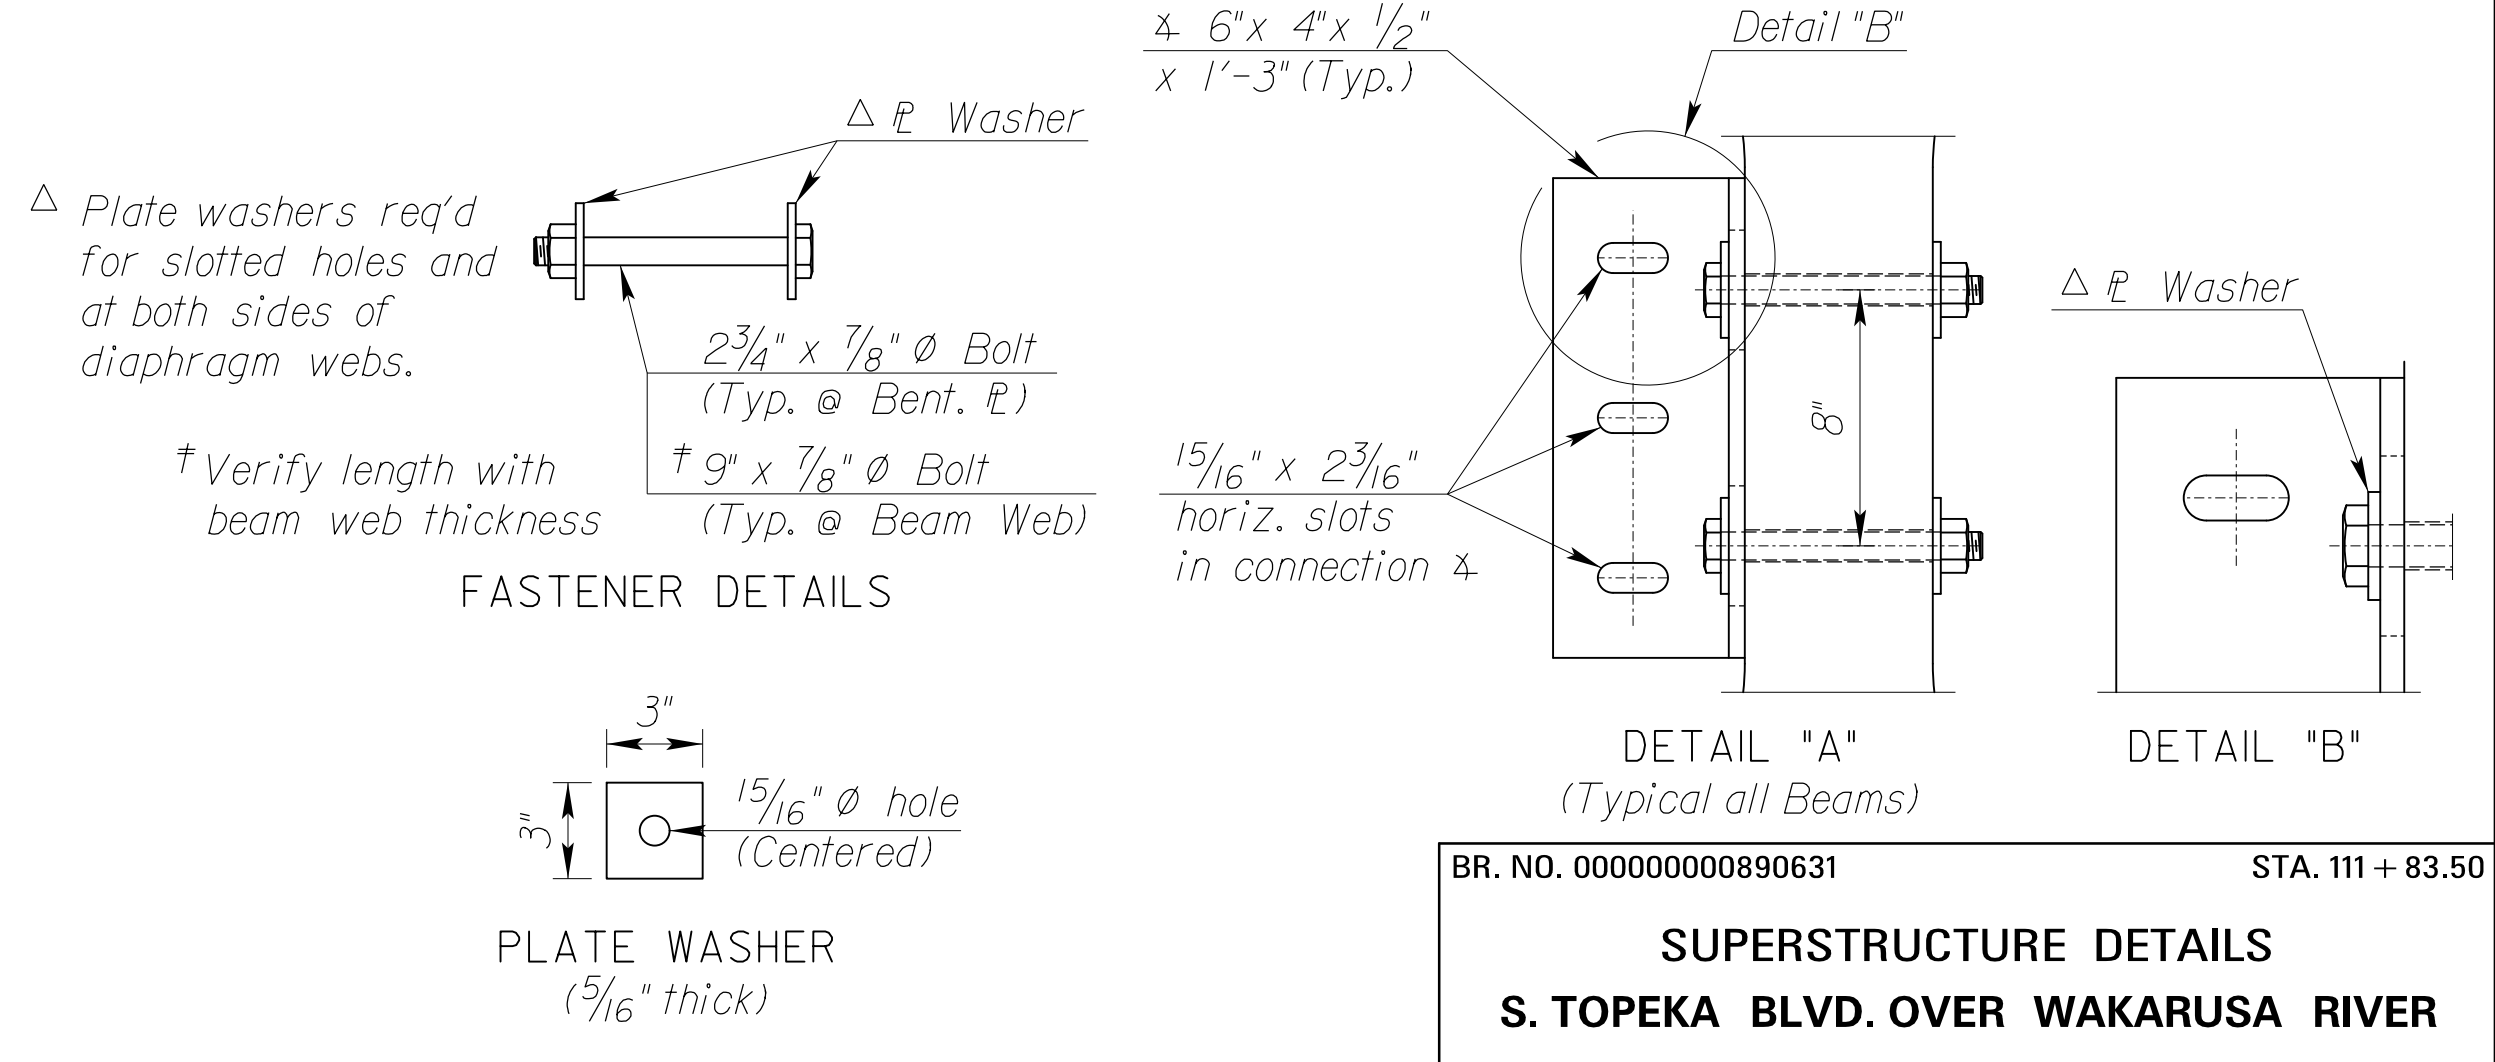 ∡ 6"x 4"x 1/2"
x 1'-3" (Typ.)
Detail "B"
△ ⅊ Washer
△ Plate washers req'd
for slotted holes and
at both sides of
diaphragm webs.
2 3/4" x 7/8" Ø Bolt
(Typ. @ Bent. ⅊)
ǂ Verify length with
beam web thickness
ǂ 9" x 7/8" Ø Bolt
(Typ. @ Beam Web)
FASTENER DETAILS
15/16" x 2 3/16"
horiz. slots
in connection ∡
8"
△ ⅊ Washer
3"
3"
15/16" Ø hole
(Centered)
PLATE WASHER
(5/16" thick)
DETAIL "A"
(Typical all Beams)
DETAIL "B"
BR. NO. 000000000890631 STA. 111 + 83.50
SUPERSTRUCTURE DETAILS
S. TOPEKA BLVD. OVER WAKARUSA RIVER